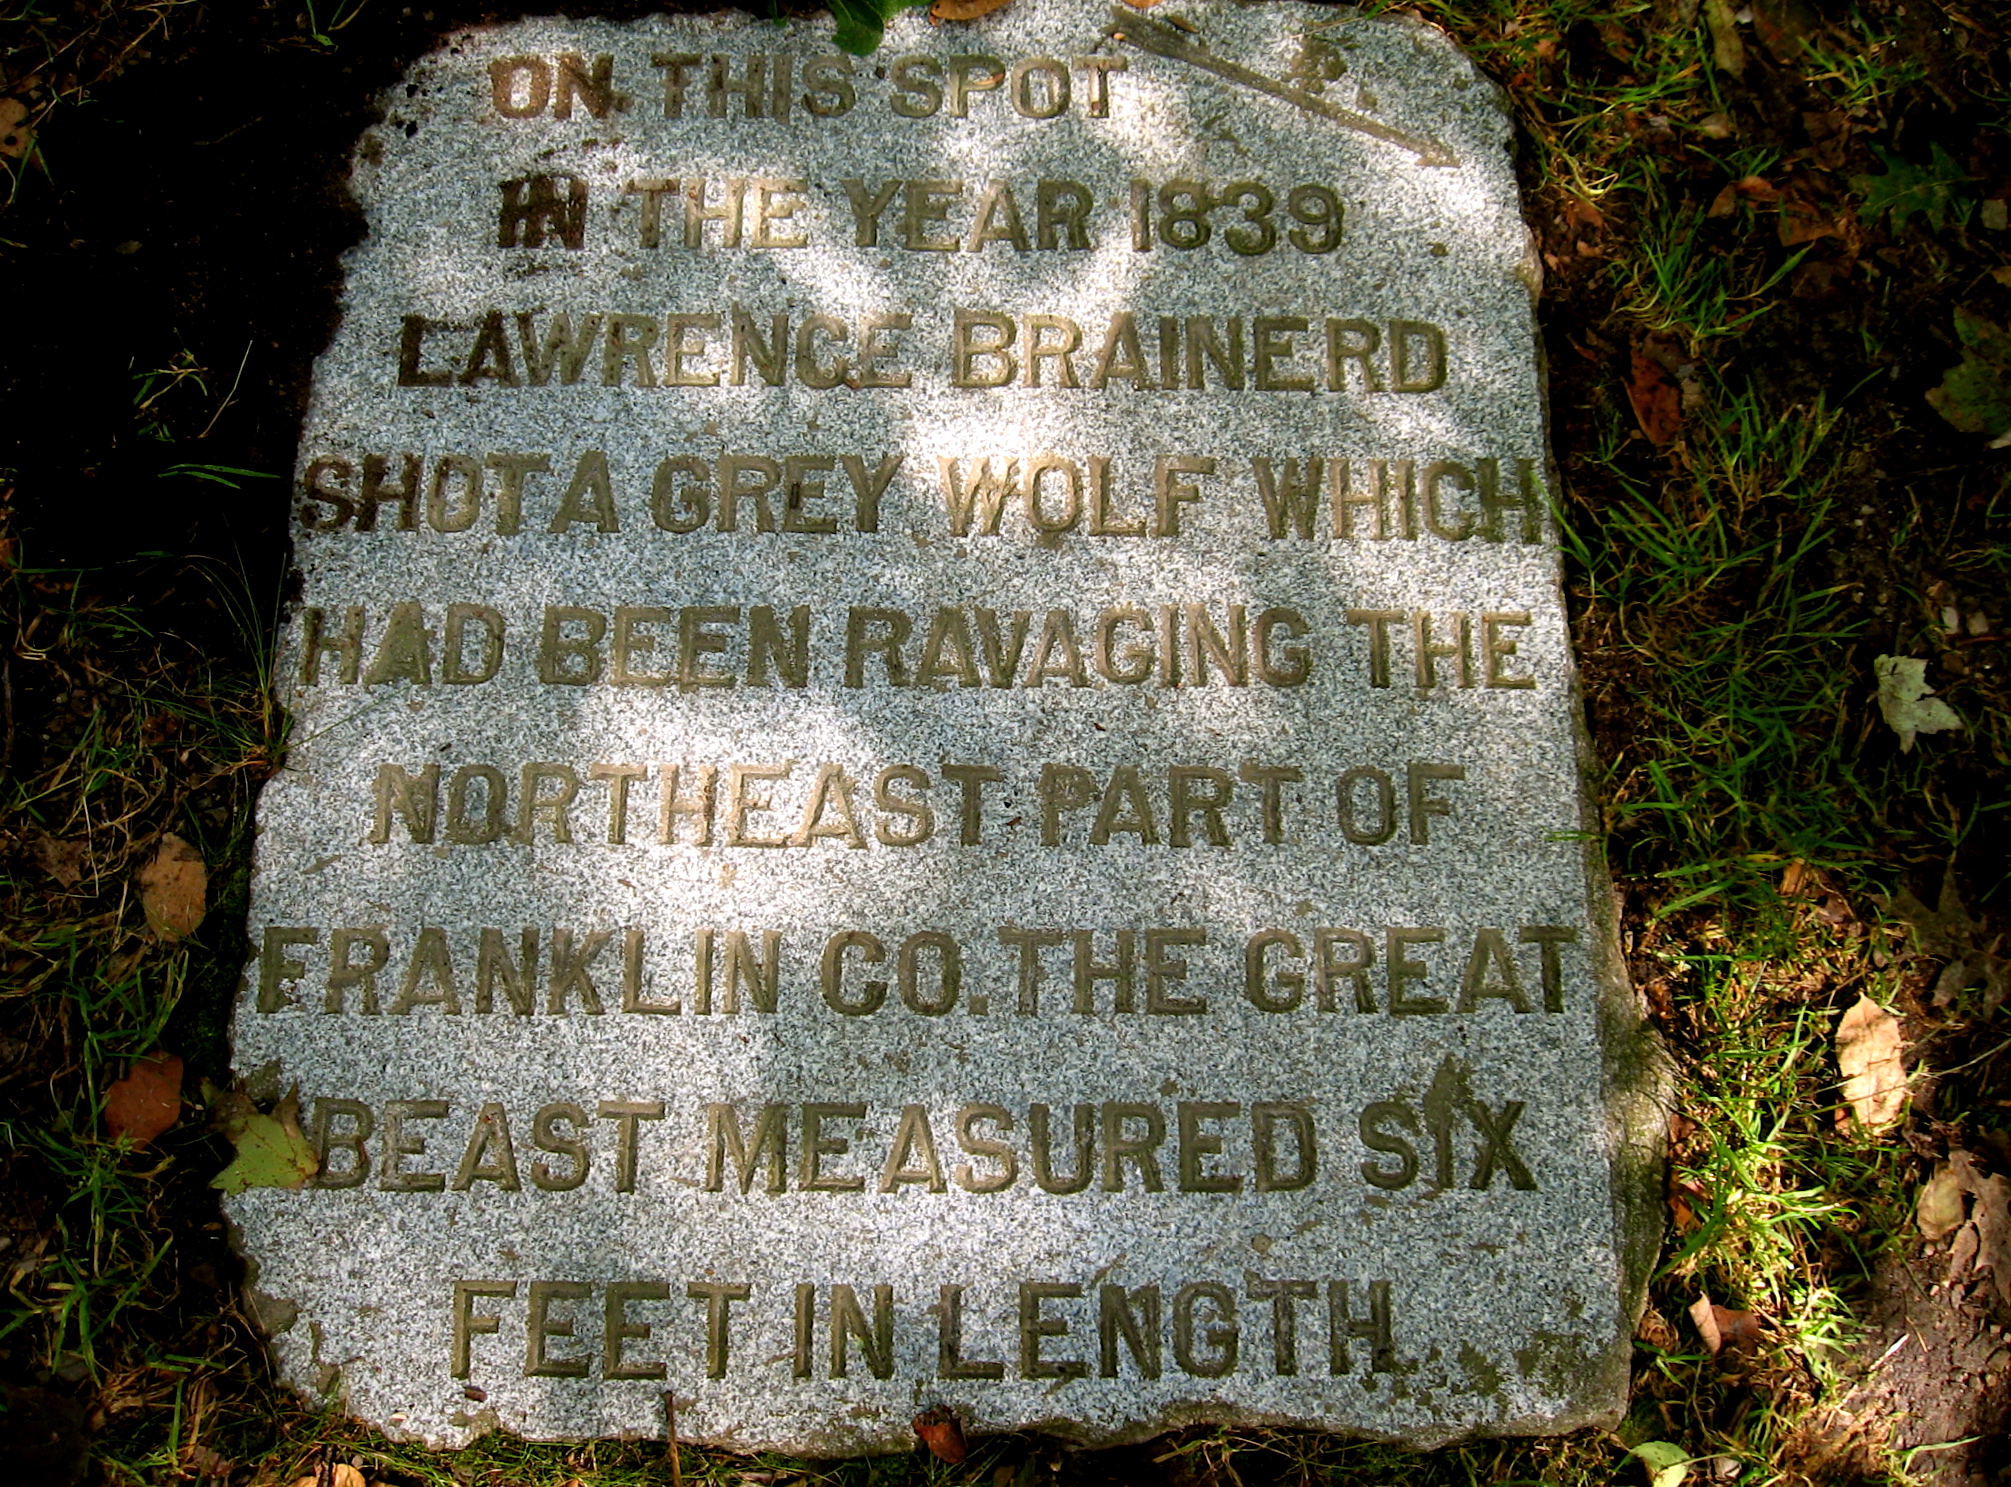 ON THIS SPOT
IN THE YEAR 1839
LAWRENCE BRAINERD
SHOT A GREY WOLF WHICH
HAD BEEN RAVAGING THE
NORTHEAST PART OF
FRANKLIN CO. THE GREAT
BEAST MEASURED SIX
FEET IN LENGTH.